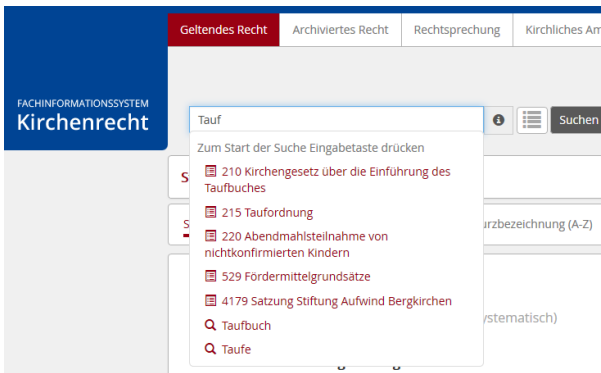 Geltendes Recht Archiviertes Recht Rechtsprechung Kirchliches Am
FACHINFORMATIONSSYSTEM
Kirchenrecht
Tauf
Suchen
Zum Start der Suche Eingabetaste drücken
210 Kirchengesetz über die Einführung des
Taufbuches
215 Taufordnung
220 Abendmahlsteilnahme von
nichtkonfirmierten Kindern
urzbezeichnung (A-Z)
529 Fördermittelgrundsätze
4179 Satzung Stiftung Aufwind Bergkirchen
Taufbuch
ystematisch)
Taufe